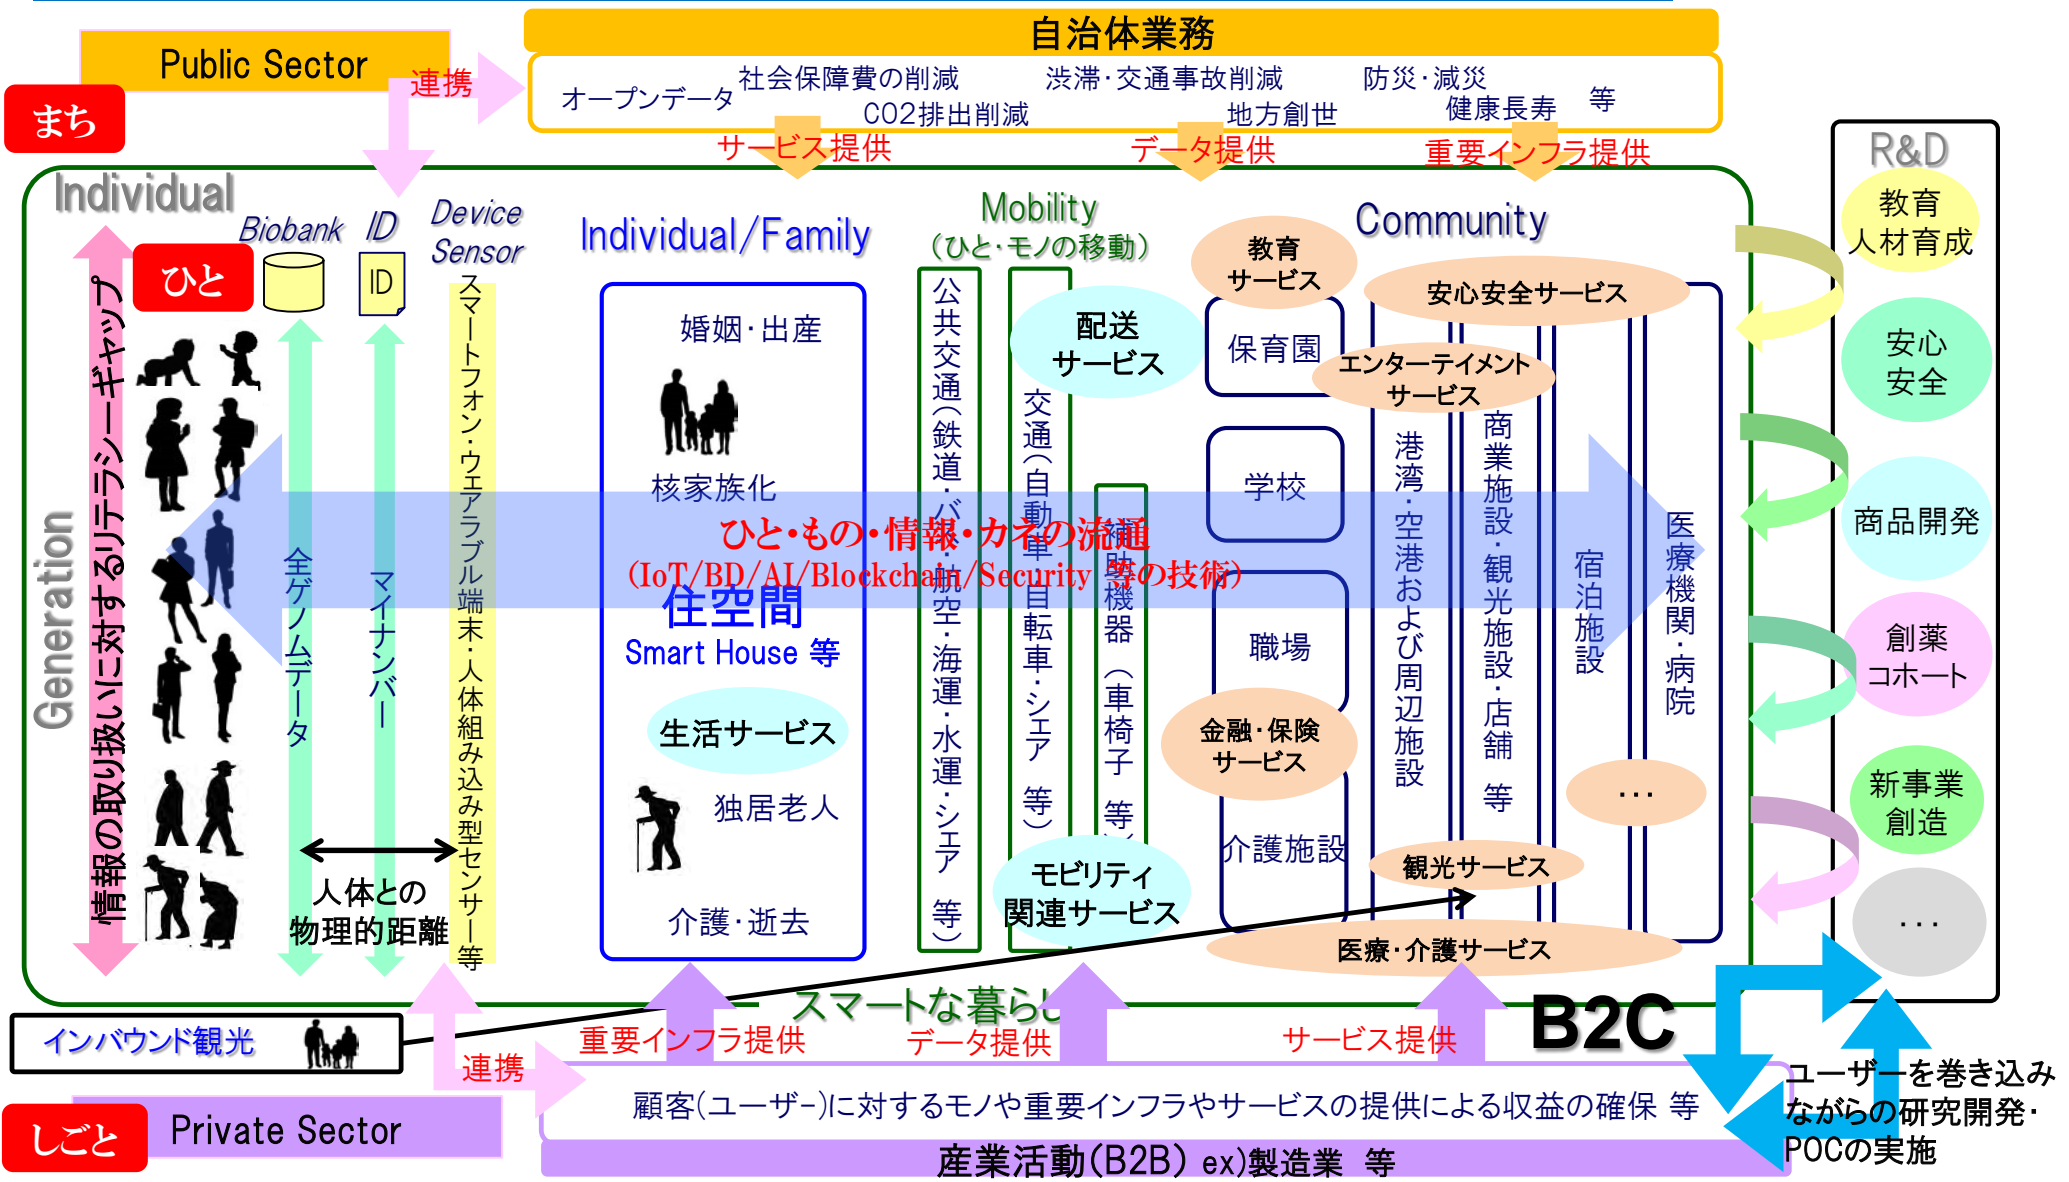 自治体業務
Public Sector
連携
まち
オープンデータ
社会保障費の削減
CO2排出削減
渋滞・交通事故削減
地方創世
防災・減災
健康長寿
等
サービス提供
データ提供
重要インフラ提供
Individual
ひと
Biobank
ID
ID
Device
Sensor
Generation
情報の取り扱いに対するリテラシーギャップ
全ゲノムデータ
マイナンバー
スマートフォン・ウェアラブル端末・人体組み込み型センサー等
人体との
物理的距離
Individual/Family
婚姻・出産
核家族化
住空間
Smart House 等
生活サービス
独居老人
介護・逝去
ひと・もの・情報・カネの流通
(IoT/BD/AI/Blockchain/Security 等の技術)
Mobility
(ひと・モノの移動)
公共交通(鉄道・バス・航空・海運・水運・シェア 等)
交通(自動車・自転車・シェア 等)
補助機器(車椅子 等
配送
サービス
モビリティ
関連サービス
Community
教育
サービス
保育園
学校
職場
金融・保険
サービス
介護施設
安心安全サービス
エンターテイメント
サービス
港湾・空港および周辺施設
商業施設・観光施設・店舗 等
宿泊施設
医療機関・病院
...
観光サービス
医療・介護サービス
R&D
教育
人材育成
安心
安全
商品開発
創薬
コホート
新事業
創造
...
スマートな暮らし
B2C
インバウンド観光
重要インフラ提供
データ提供
サービス提供
連携
しごと
Private Sector
顧客(ユーザー)に対するモノや重要インフラやサービスの提供による収益の確保 等
産業活動(B2B) ex)製造業 等
ユーザーを巻き込み
ながらの研究開発・
POCの実施